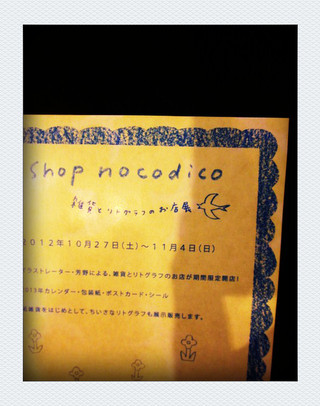 shop nocodico
雑貨とリトグラフのお店展
2012年10月27日(土)～11月4日(日)
イラストレーター・芳野による、雑貨とリトグラフのお店が期間限定開店!
2013年カレンダー・包装紙・ポストカード・シール
雑貨をはじめとして、ちいさなリトグラフも展示販売します。